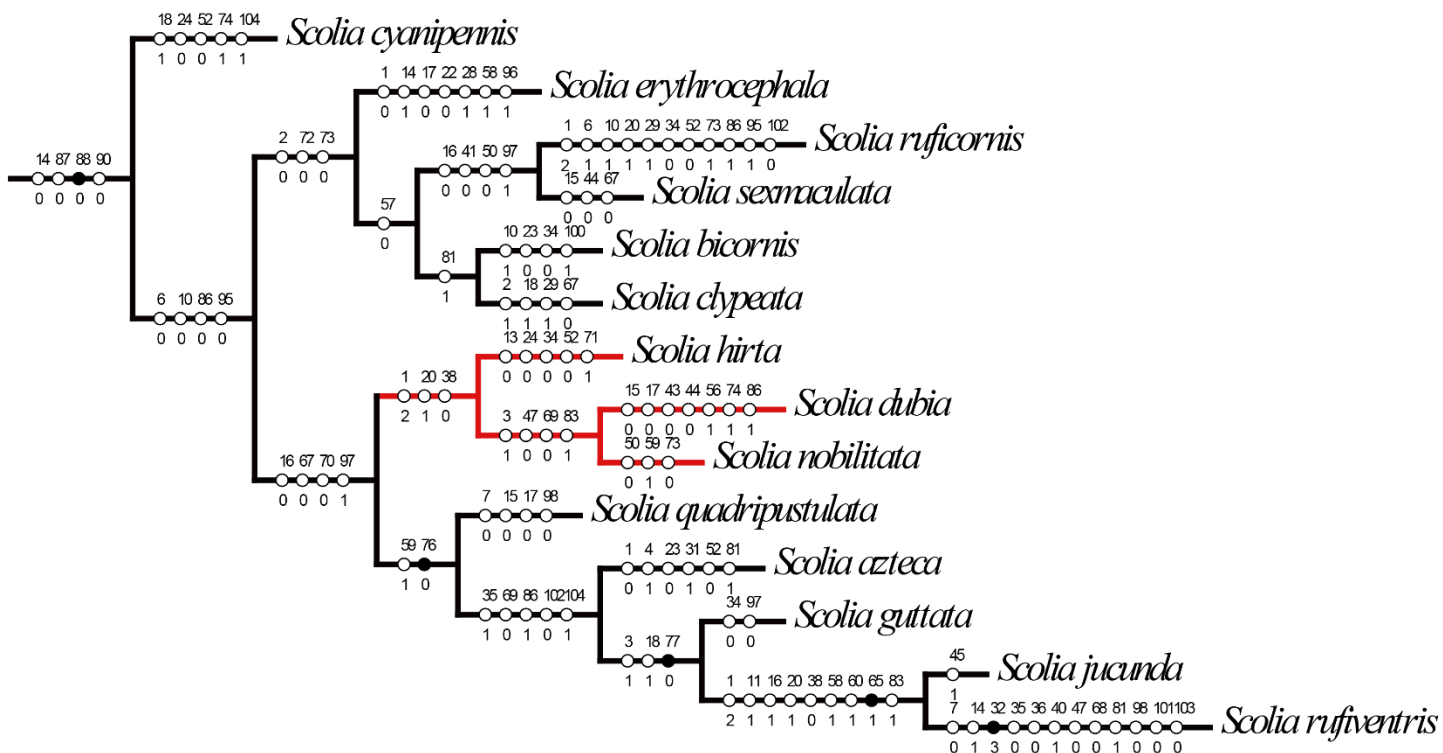 18 24 52 74 104
Scolia cyanipennis
1 0 0 1 1
1 14 17 22 28 58 96
Scolia erythrocephala
0 1 0 0 1 1 1
1 6 10 20 29 34 52 73 86 95 102
Scolia ruficornis
2 1 1 1 1 0 0 1 1 1 0
2 72 73
0 0 0
16 41 50 97
0 0 0 1
14 87 88 90
0 0 0 0
15 44 67
Scolia sexmaculata
0 0 0
57
0
10 23 34 100
Scolia bicornis
1 0 0 1
81
1
2 18 29 67
Scolia clypeata
1 1 1 0
6 10 86 95
0 0 0 0
13 24 34 52 71
Scolia hirta
0 0 0 0 1
1 20 38
2 1 0
15 17 43 44 56 74 86
Scolia dubia
0 0 0 0 1 1 1
3 47 69 83
1 0 0 1
50 59 73
Scolia nobilitata
0 1 0
16 67 70 97
0 0 0 1
7 15 17 98
Scolia quadripustulata
0 0 0 0
59 76
1 0
1 4 23 31 52 81
Scolia azteca
0 1 0 1 0 1
35 69 86 102 104
1 0 1 0 1
34 97
Scolia guttata
0 0
3 18 77
1 1 0
45
Scolia jucunda
1
1 11 16 20 38 58 60 65 83
2 1 1 1 0 1 1 1 1
7 14 32 35 36 40 47 68 81 98 101 103
Scolia rufiventris
0 1 3 0 0 1 0 0 1 0 0 0